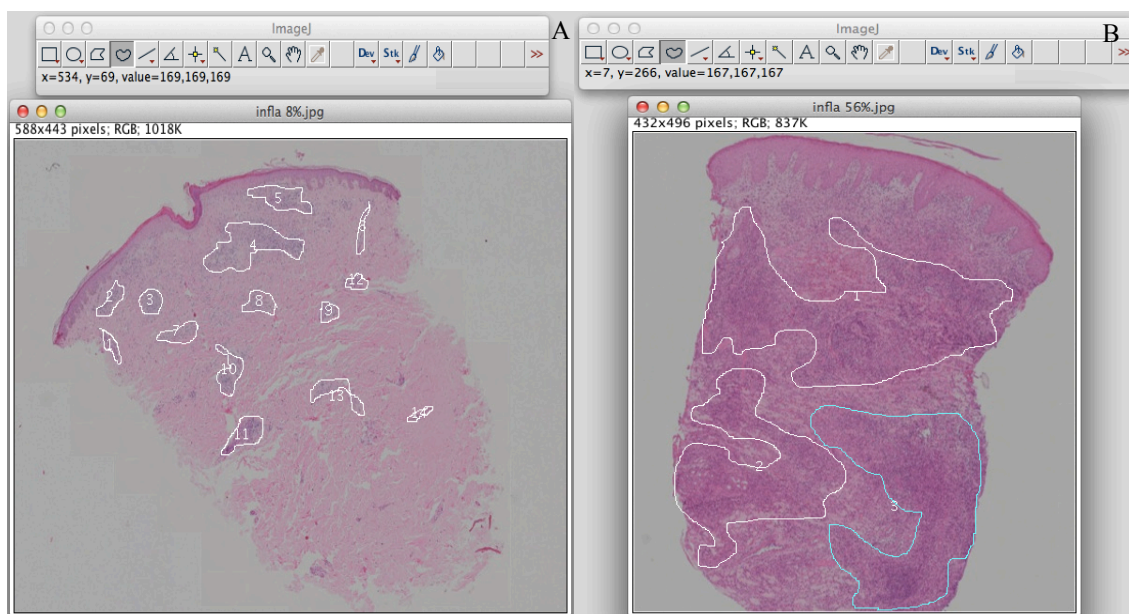 ImageJ
A
Dev Stk >>
x=534, y=69, value=169,169,169
infla 8%.jpg
588x443 pixels; RGB; 1018K
5
6
4
12
2
3
8
9
7
1
10
13
14
11
ImageJ
B
Dev Stk >>
x=7, y=266, value=167,167,167
infla 56%.jpg
432x496 pixels; RGB; 837K
1
2
3